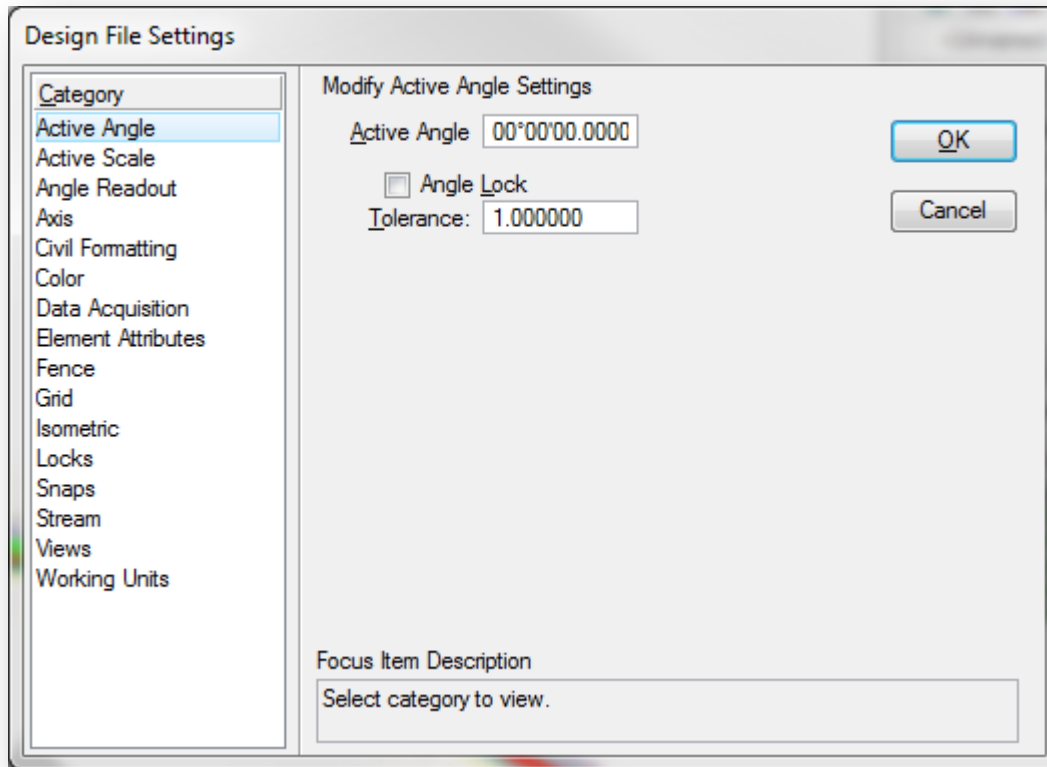 Design File Settings
Category
Active Angle
Active Scale
Angle Readout
Axis
Civil Formatting
Color
Data Acquisition
Element Attributes
Fence
Grid
Isometric
Locks
Snaps
Stream
Views
Working Units
Modify Active Angle Settings
Active Angle 00°00'00.0000
Angle Lock
Tolerance: 1.000000
OK
Cancel
Focus Item Description
Select category to view.